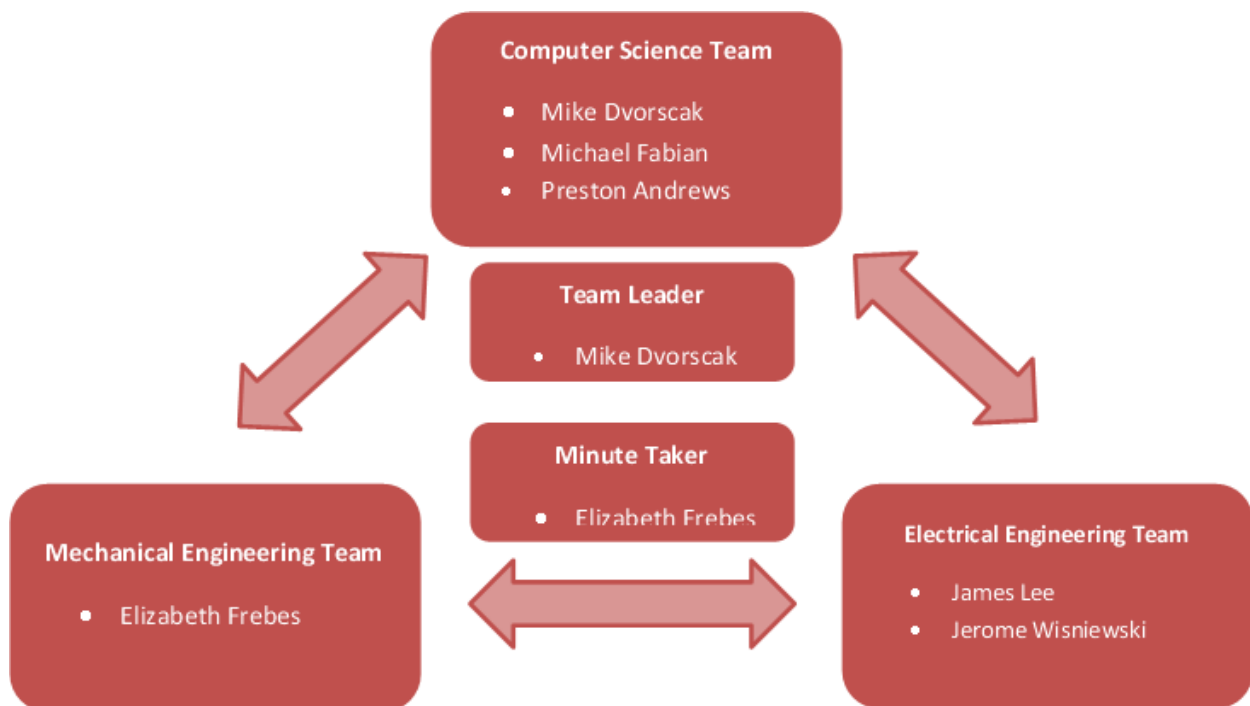 Computer Science Team
• Mike Dvorscak
• Michael Fabian
• Preston Andrews
Team Leader
• Mike Dvorscak
Minute Taker
• Elizabeth Frebes
Mechanical Engineering Team
• Elizabeth Frebes
Electrical Engineering Team
• James Lee
• Jerome Wisniewski